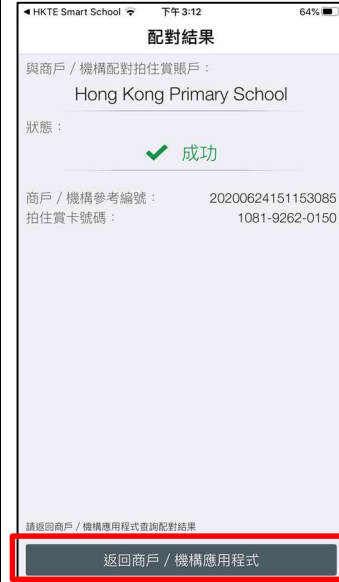 ◀ HKTE Smart School 下午3:12 64%
配對結果
與商戶 / 機構配對拍住賞賬戶：
Hong Kong Primary School
狀態：
成功
商戶 / 機構參考編號： 20200624151153085
拍住賞卡號碼： 1081-9262-0150
請返回商戶 / 機構應用程式查詢配對結果
返回商戶 / 機構應用程式